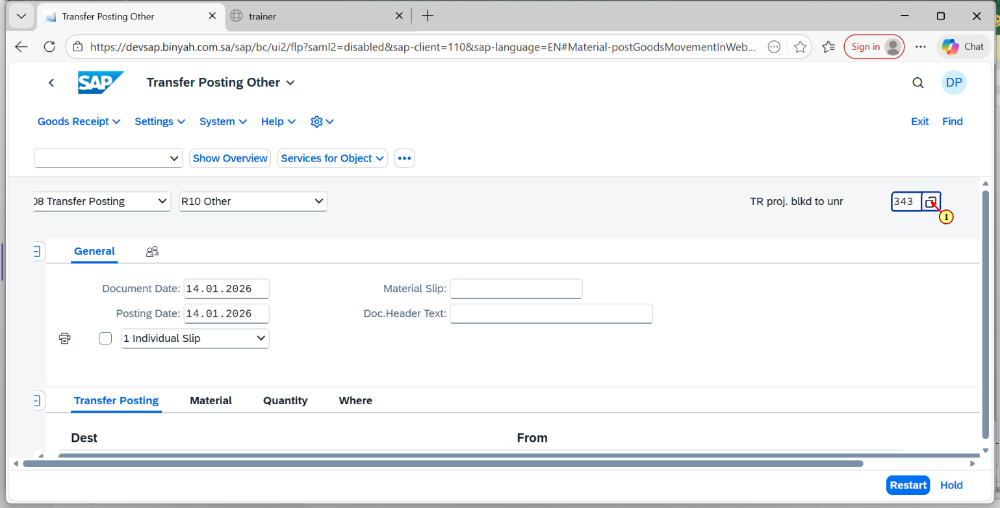 Transfer Posting Other
trainer
https://devsap.binyah.com.sa/sap/bc/ui2/flp?saml2=disabled&sap-client=110&sap-language=EN#Material-postGoodsMovementInWeb...
Sign in
Chat
SAP
Transfer Posting Other
DP
Goods Receipt
Settings
System
Help
Exit
Find
Show Overview
Services for Object
08 Transfer Posting
R10 Other
TR proj. blkd to unr
343
1
General
Document Date: 14.01.2026
Material Slip:
Posting Date: 14.01.2026
Doc.Header Text:
1 Individual Slip
Transfer Posting
Material
Quantity
Where
Dest
From
Restart
Hold